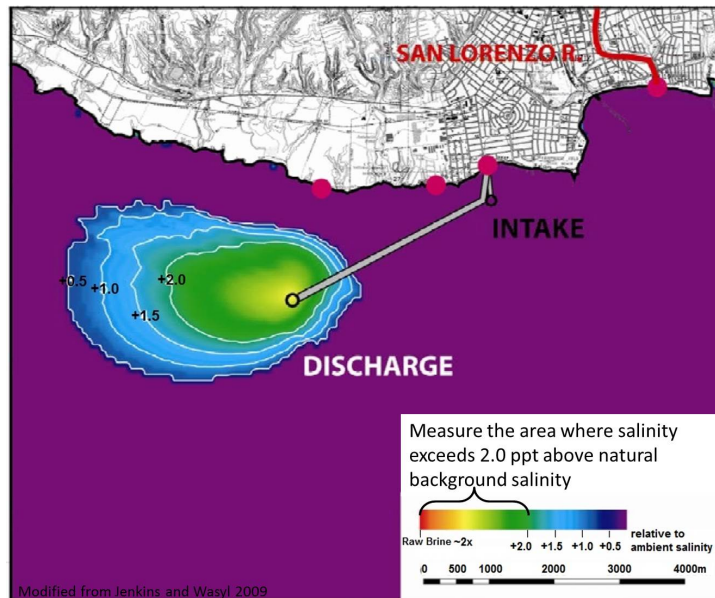 SAN LORENZO R.
INTAKE
+0.5
+1.0
+2.0
+1.5
DISCHARGE
Measure the area where salinity
exceeds 2.0 ppt above natural
background salinity
Raw Brine ~2x +2.0 +1.5 +1.0 +0.5 relative to
ambient salinity
0 500 1000 2000 3000 4000m
Modified from Jenkins and Wasyl 2009